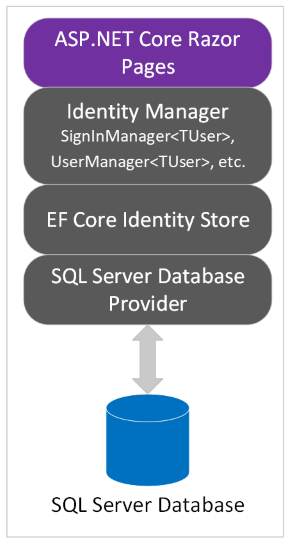 ASP.NET Core Razor
Pages
Identity Manager
SignInManager<TUser>,
UserManager<TUser>, etc.
EF Core Identity Store
SQL Server Database
Provider
SQL Server Database